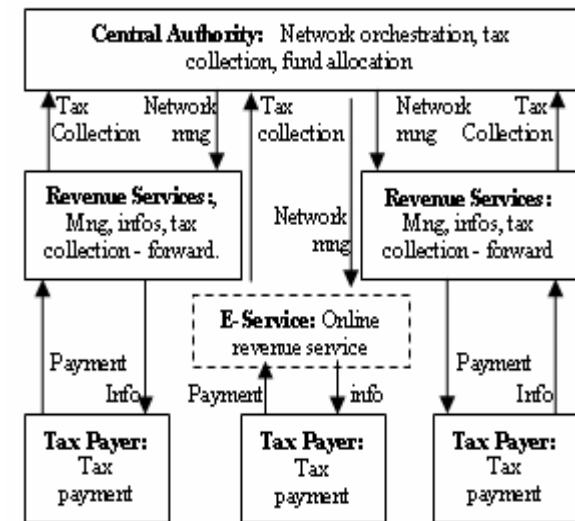 Central Authority: Network orchestration, tax
collection, fund allocation
Tax
Collection
Network
mng
Tax
collection
Network
mng
Tax
Collection
Revenue Services:,
Mng, infos, tax
collection - forward.
Network
mng
Revenue Services:
Mng, infos, tax
collection - forward
E-Service: Online
revenue service
Payment
Info
Payment
info
Payment
Info
Tax Payer:
Tax
payment
Tax Payer:
Tax
payment
Tax Payer:
Tax
payment